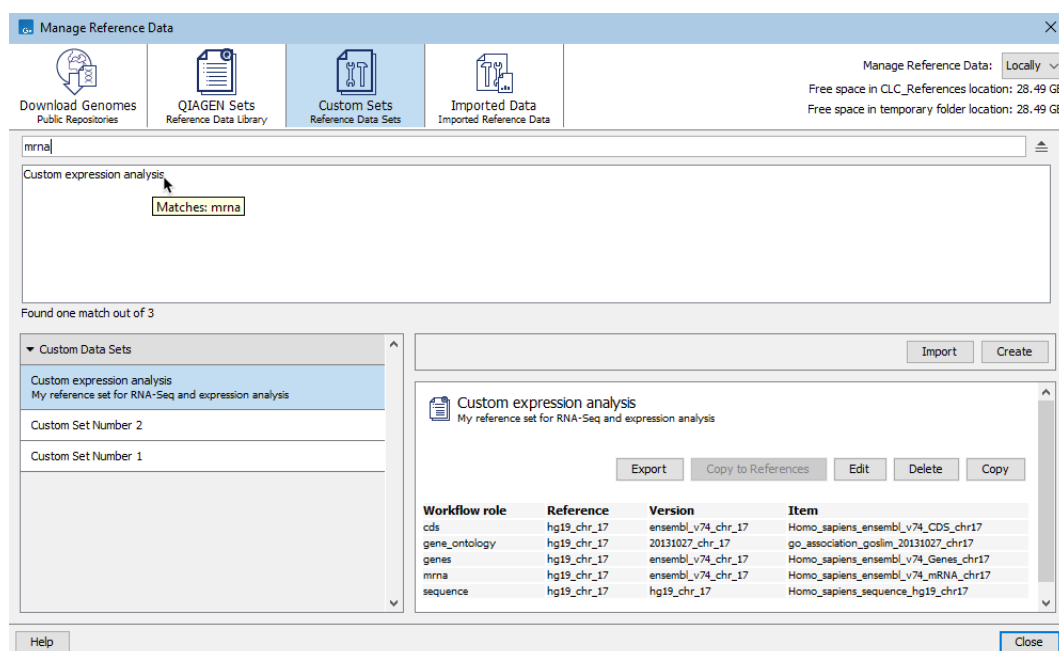 Manage Reference Data
Download Genomes
Public Repositories
QIAGEN Sets
Reference Data Library
Custom Sets
Reference Data Sets
Imported Data
Imported Reference Data
Manage Reference Data: Locally
Free space in CLC_References location: 28.49 GB
Free space in temporary folder location: 28.49 GB
mrna
Custom expression analysis
Matches: mrna
Found one match out of 3
Custom Data Sets
Custom expression analysis
My reference set for RNA-Seq and expression analysis
Custom Set Number 2
Custom Set Number 1
Import Create
Custom expression analysis
My reference set for RNA-Seq and expression analysis
Export Copy to References Edit Delete Copy
Workflow role Reference Version Item
cds hg19_chr_17 ensembl_v74_chr_17 Homo_sapiens_ensembl_v74_CDS_chr17
gene_ontology hg19_chr_17 20131027_chr_17 go_association_goslim_20131027_chr17
genes hg19_chr_17 ensembl_v74_chr_17 Homo_sapiens_ensembl_v74_Genes_chr17
mrna hg19_chr_17 ensembl_v74_chr_17 Homo_sapiens_ensembl_v74_mRNA_chr17
sequence hg19_chr_17 hg19_chr_17 Homo_sapiens_sequence_hg19_chr17
Help Close